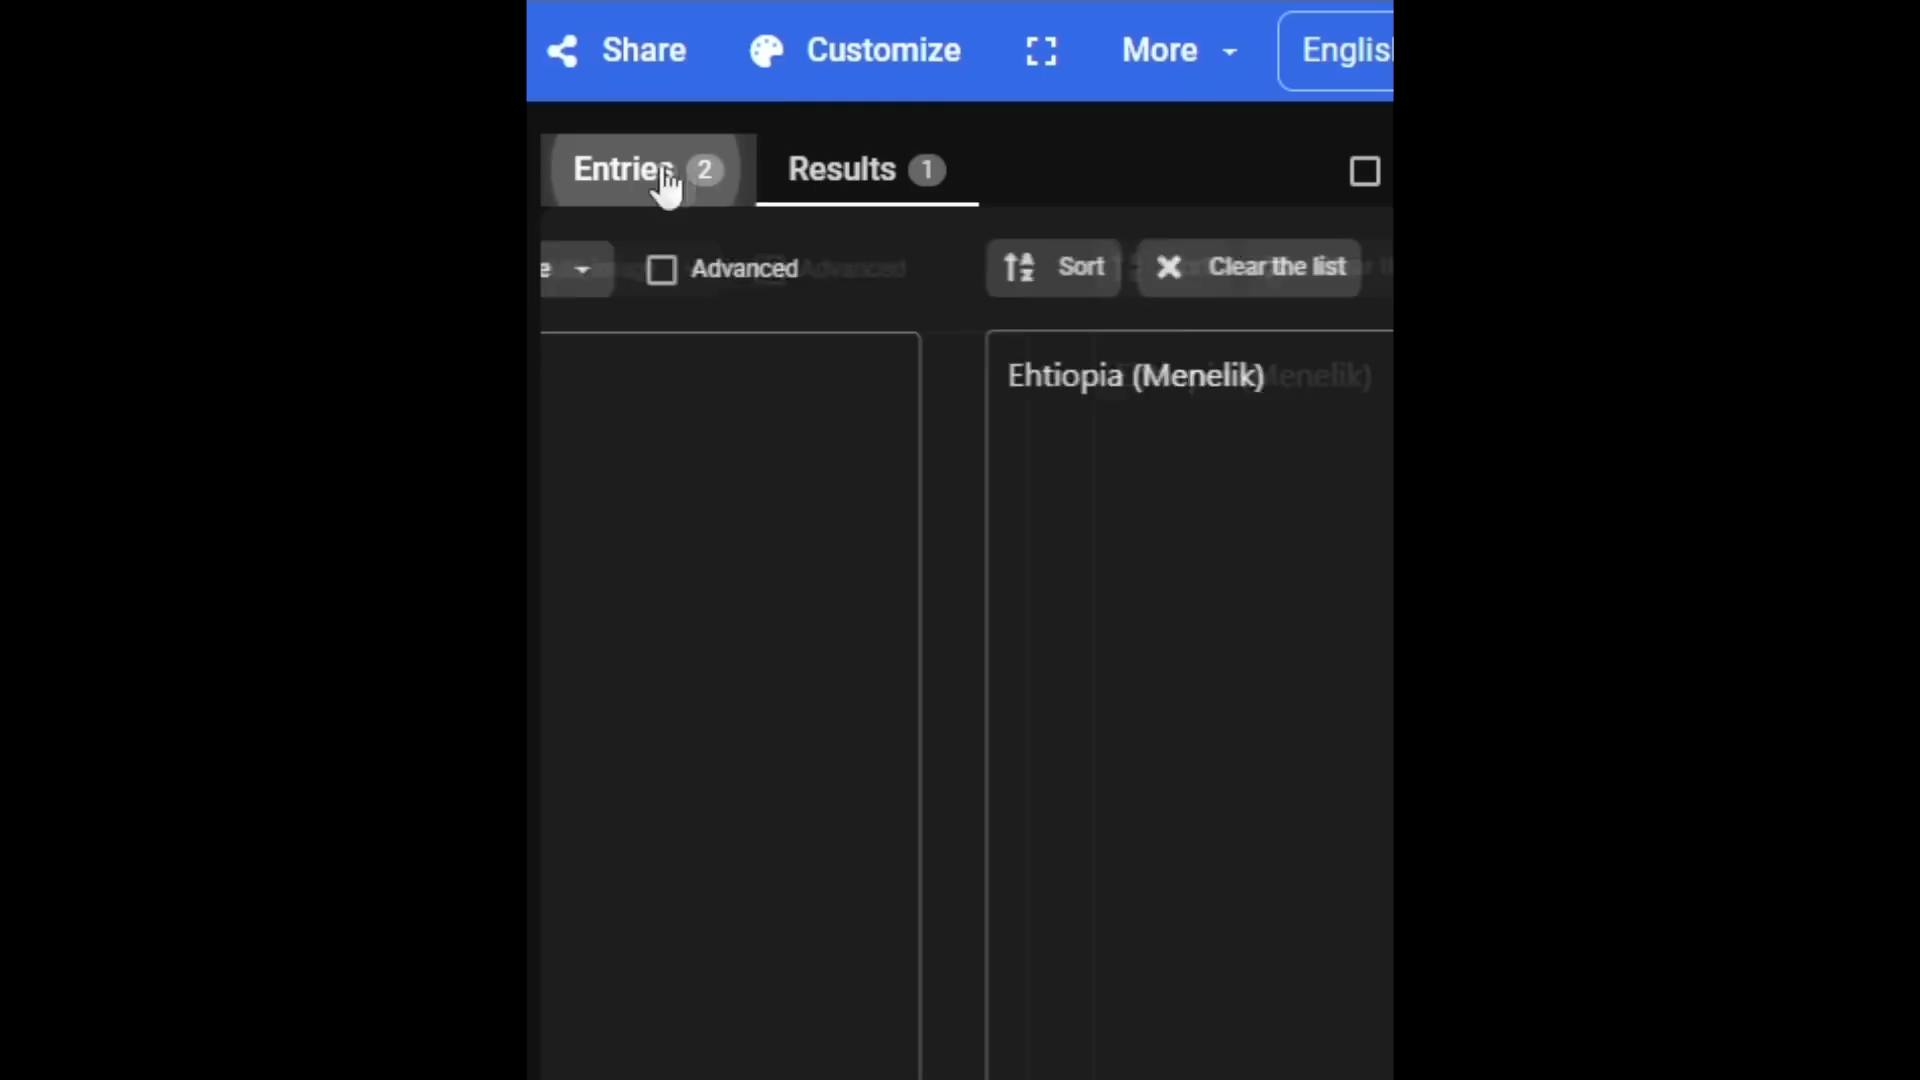 Share Customize More Englis
Entries 2 Results 1
e Advanced Sort Clear the list
Ehtiopia (Menelik)